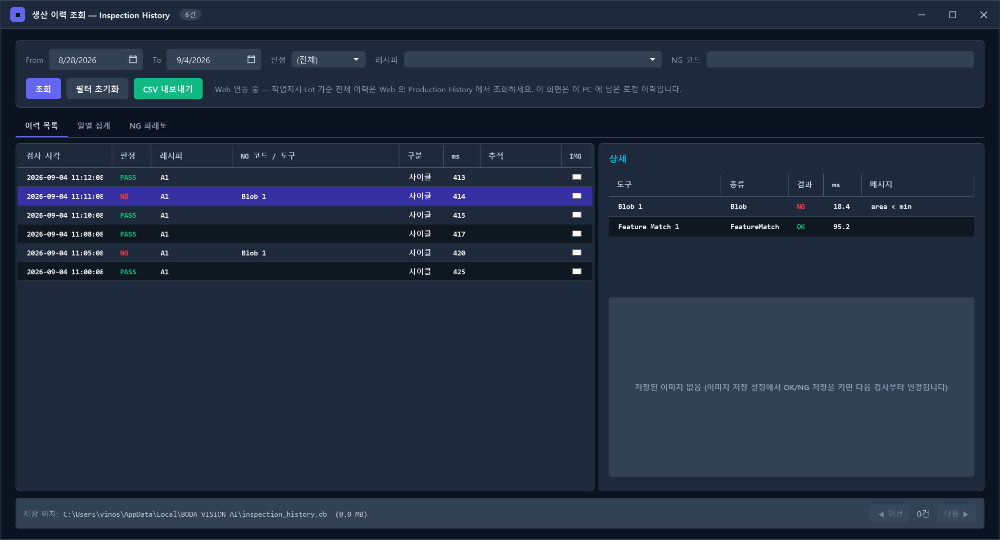 생산 이력 조회 — Inspection History 6건
From 8/28/2026 To 9/4/2026 판정 (전체) 레시피 NG 코드
조회 필터 초기화 CSV 내보내기 Web 연동 중 — 작업지시·Lot 기준 전체 이력은 Web 의 Production History 에서 조회하세요. 이 화면은 이 PC 에 남은 로컬 이력입니다.
이력 목록 일별 집계 NG 파레토
검사 시각 판정 레시피 NG 코드 / 도구 구분 ms 추적 IMG
2026-09-04 11:12:08 PASS A1 사이클 413
2026-09-04 11:11:08 NG A1 Blob 1 사이클 414
2026-09-04 11:10:08 PASS A1 사이클 415
2026-09-04 11:08:08 PASS A1 사이클 417
2026-09-04 11:05:08 NG A1 Blob 1 사이클 420
2026-09-04 11:00:08 PASS A1 사이클 425
상세
도구 종류 결과 ms 메시지
Blob 1 Blob NG 18.4 area < min
Feature Match 1 FeatureMatch OK 95.2
저장된 이미지 없음 (이미지 저장 설정에서 OK/NG 저장을 켜면 다음 검사부터 연결됩니다)
저장 위치: C:\Users\vinos\AppData\Local\BODA VISION AI\inspection_history.db (0.0 MB)
◀ 이전 0건 다음 ▶